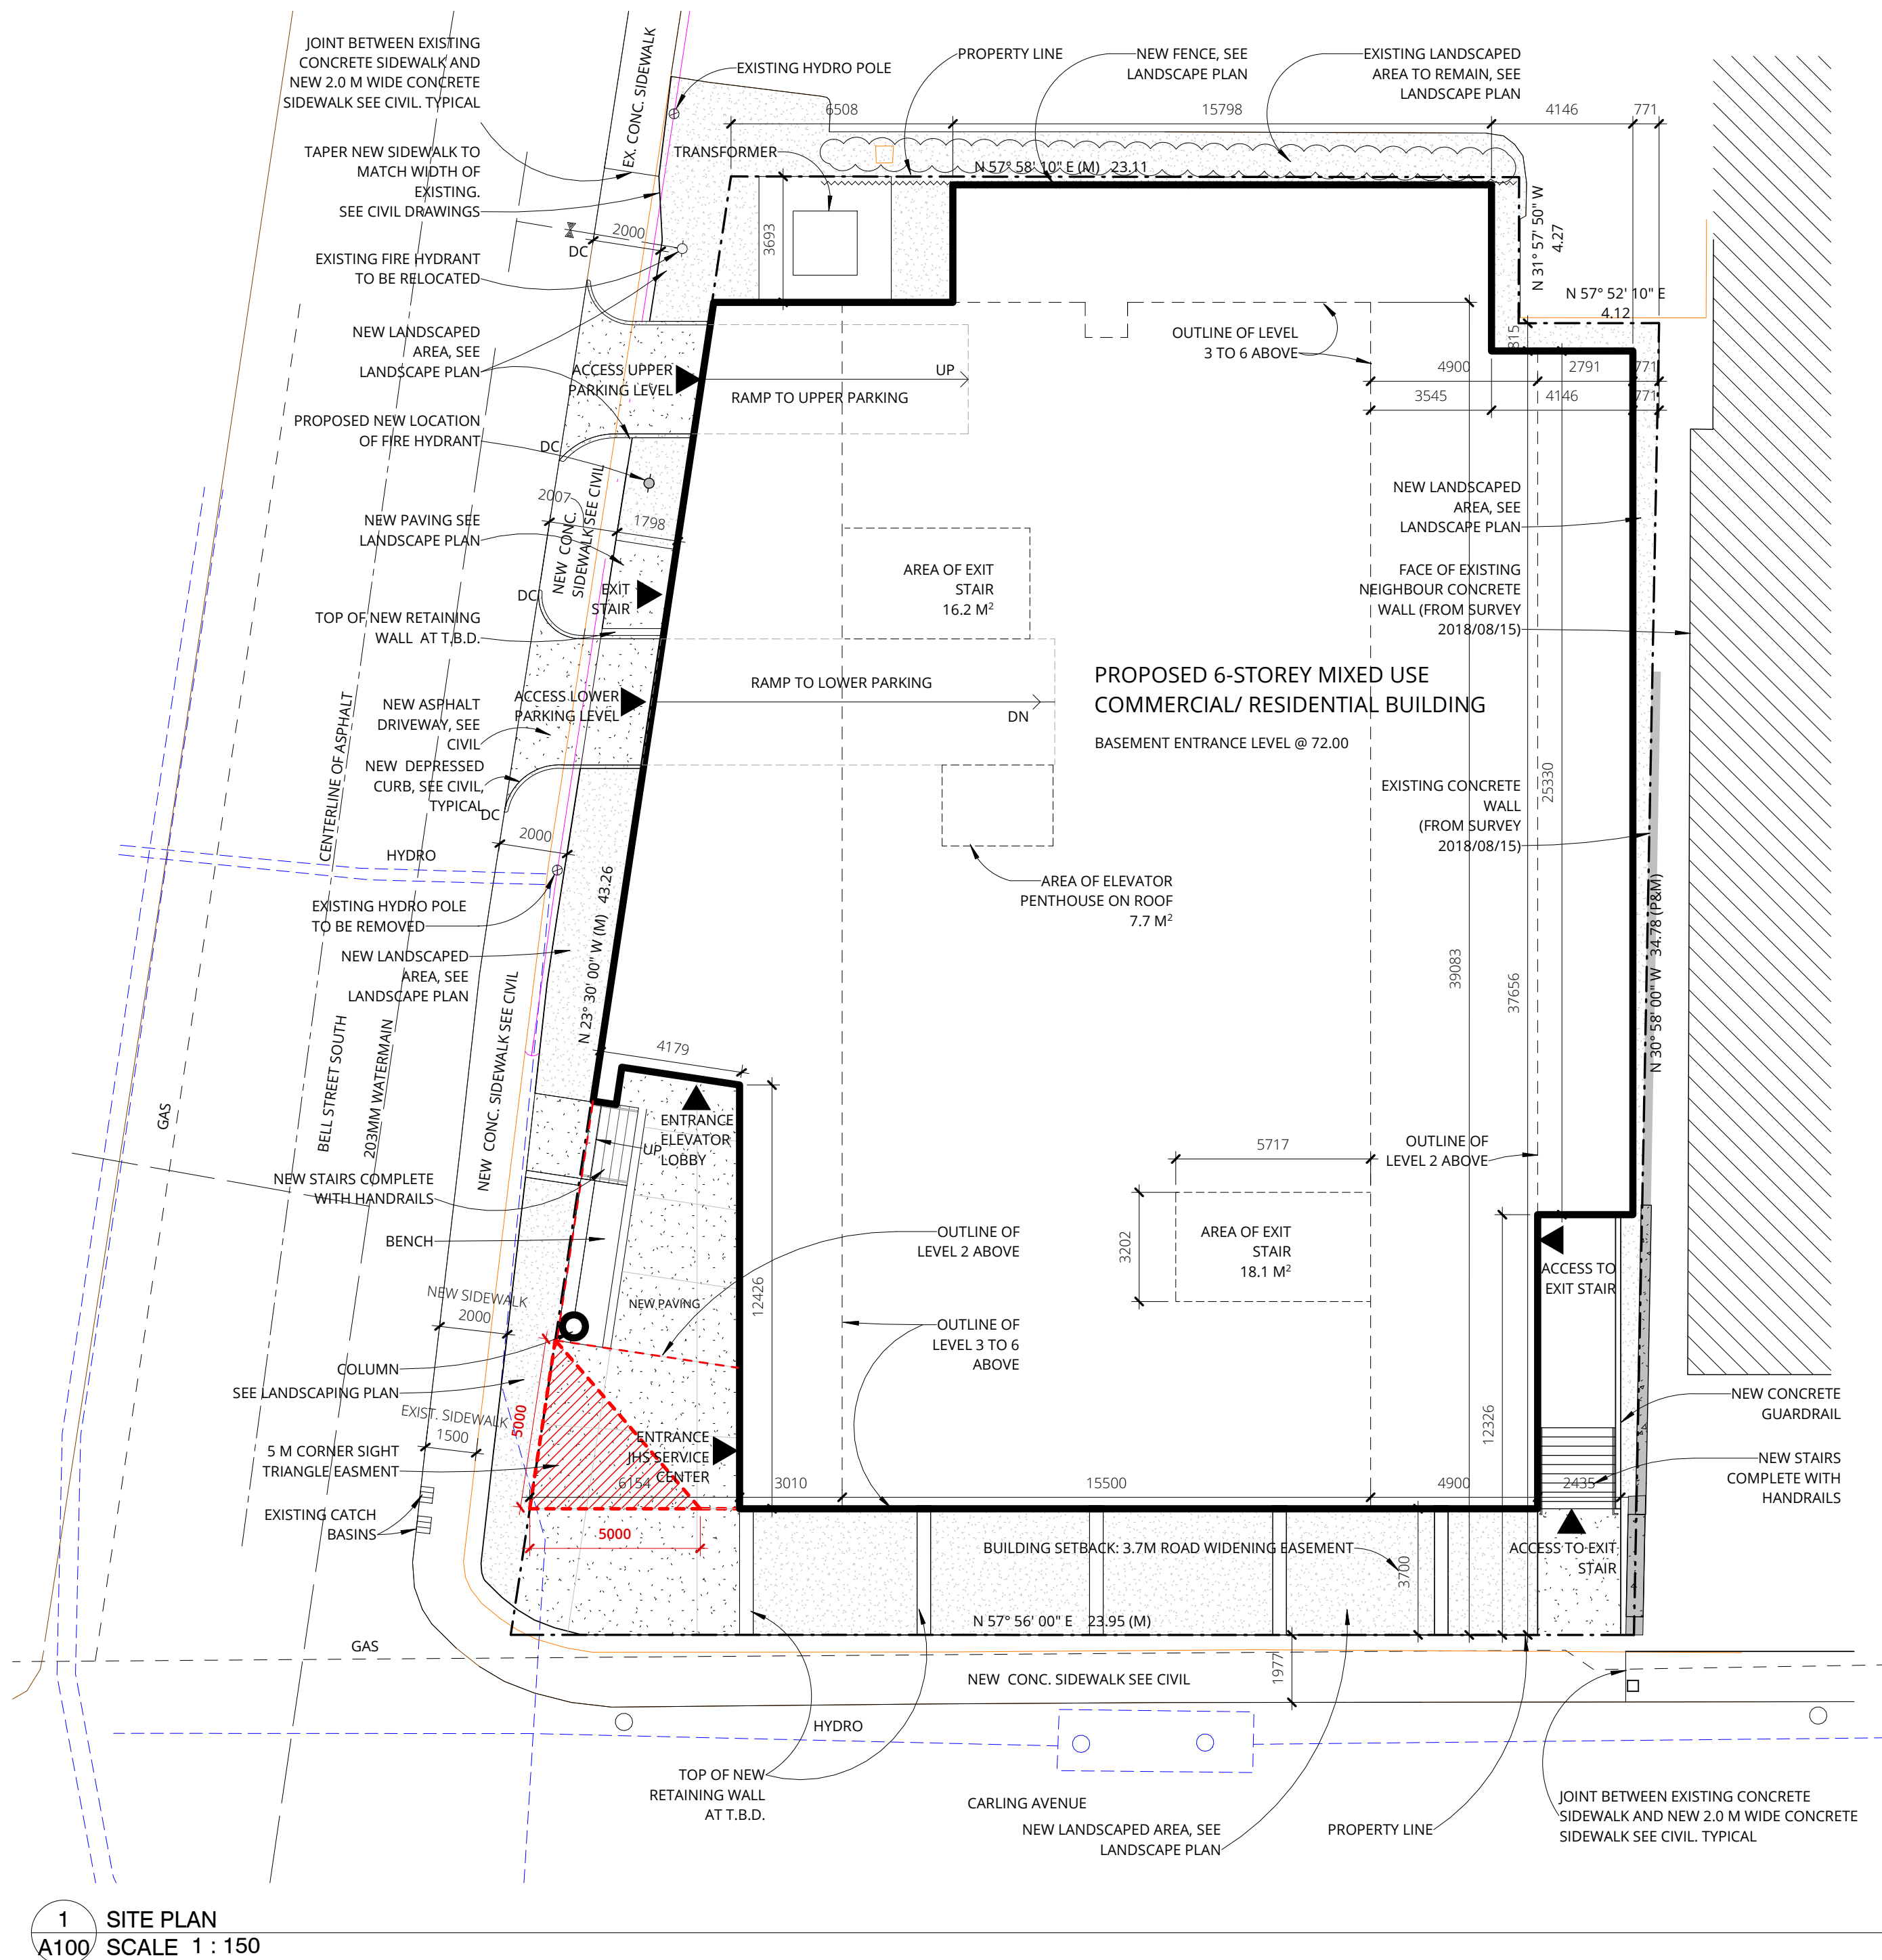 JOINT BETWEEN EXISTING
CONCRETE SIDEWALK AND
NEW 2.0 M WIDE CONCRETE
SIDEWALK SEE CIVIL. TYPICAL
TAPER NEW SIDEWALK TO
MATCH WIDTH OF
EXISTING.
SEE CIVIL DRAWINGS
EXISTING FIRE HYDRANT
TO BE RELOCATED
NEW LANDSCAPED
AREA, SEE
LANDSCAPE PLAN
PROPOSED NEW LOCATION
OF FIRE HYDRANT
NEW PAVING SEE
LANDSCAPE PLAN
TOP OF NEW RETAINING
WALL AT T.B.D.
NEW ASPHALT
DRIVEWAY, SEE
CIVIL
NEW DEPRESSED
CURB, SEE CIVIL,
TYPICAL
HYDRO
EXISTING HYDRO POLE
TO BE REMOVED
NEW LANDSCAPED
AREA, SEE
LANDSCAPE PLAN
NEW STAIRS COMPLETE
WITH HANDRAILS
BENCH
NEW SIDEWALK
2000
COLUMN
SEE LANDSCAPING PLAN
EXIST. SIDEWALK
1500
5 M CORNER SIGHT
TRIANGLE EASMENT
EXISTING CATCH
BASINS
GAS
CENTERLINE OF ASPHALT
BELL STREET SOUTH
203MM WATERMAIN
NEW CONC. SIDEWALK SEE CIVIL
EX. CONC. SIDEWALK
EXISTING HYDRO POLE
TRANSFORMER
PROPERTY LINE
NEW FENCE, SEE
LANDSCAPE PLAN
EXISTING LANDSCAPED
AREA TO REMAIN, SEE
LANDSCAPE PLAN
6508
15798
4146
771
N 57° 58' 10" E (M) 23.11
2000
DC
3693
N 31° 57' 50" W
4.27
N 57° 52' 10" E
4.12
815
OUTLINE OF LEVEL
3 TO 6 ABOVE
4900
2791
771
3545
4146
771
ACCESS UPPER
PARKING LEVEL
UP
RAMP TO UPPER PARKING
DC
2007
NEW CONC.
SIDEWALK SEE CIVIL
1798
EXIT
STAIR
DC
ACCESS LOWER
PARKING LEVEL
RAMP TO LOWER PARKING
DN
DC
2000
AREA OF EXIT
STAIR
16.2 M²
PROPOSED 6-STOREY MIXED USE
COMMERCIAL/ RESIDENTIAL BUILDING
BASEMENT ENTRANCE LEVEL @ 72.00
AREA OF ELEVATOR
PENTHOUSE ON ROOF
7.7 M²
NEW LANDSCAPED
AREA, SEE
LANDSCAPE PLAN
FACE OF EXISTING
NEIGHBOUR CONCRETE
WALL (FROM SURVEY
2018/08/15)
EXISTING CONCRETE
WALL
(FROM SURVEY
2018/08/15)
25330
39083
37656
N 30° 58' 00" W 34.78 (P&M)
N 23° 30' 00" W (M) 43.26
4179
ENTRANCE
ELEVATOR
LOBBY
UP
NEW PAVING
12426
OUTLINE OF
LEVEL 2 ABOVE
OUTLINE OF
LEVEL 3 TO 6
ABOVE
5717
3202
AREA OF EXIT
STAIR
18.1 M²
OUTLINE OF
LEVEL 2 ABOVE
ACCESS TO
EXIT STAIR
12326
5000
ENTRANCE
JHS SERVICE
CENTER
6154
3010
15500
4900
2435
5000
NEW CONCRETE
GUARDRAIL
NEW STAIRS
COMPLETE WITH
HANDRAILS
BUILDING SETBACK: 3.7M ROAD WIDENING EASEMENT
3700
ACCESS TO EXIT
STAIR
N 57° 56' 00" E 23.95 (M)
GAS
NEW CONC. SIDEWALK SEE CIVIL
1977
HYDRO
TOP OF NEW
RETAINING WALL
AT T.B.D.
CARLING AVENUE
NEW LANDSCAPED AREA, SEE
LANDSCAPE PLAN
PROPERTY LINE
JOINT BETWEEN EXISTING CONCRETE
SIDEWALK AND NEW 2.0 M WIDE CONCRETE
SIDEWALK SEE CIVIL. TYPICAL
1
A100
SITE PLAN
SCALE 1 : 150